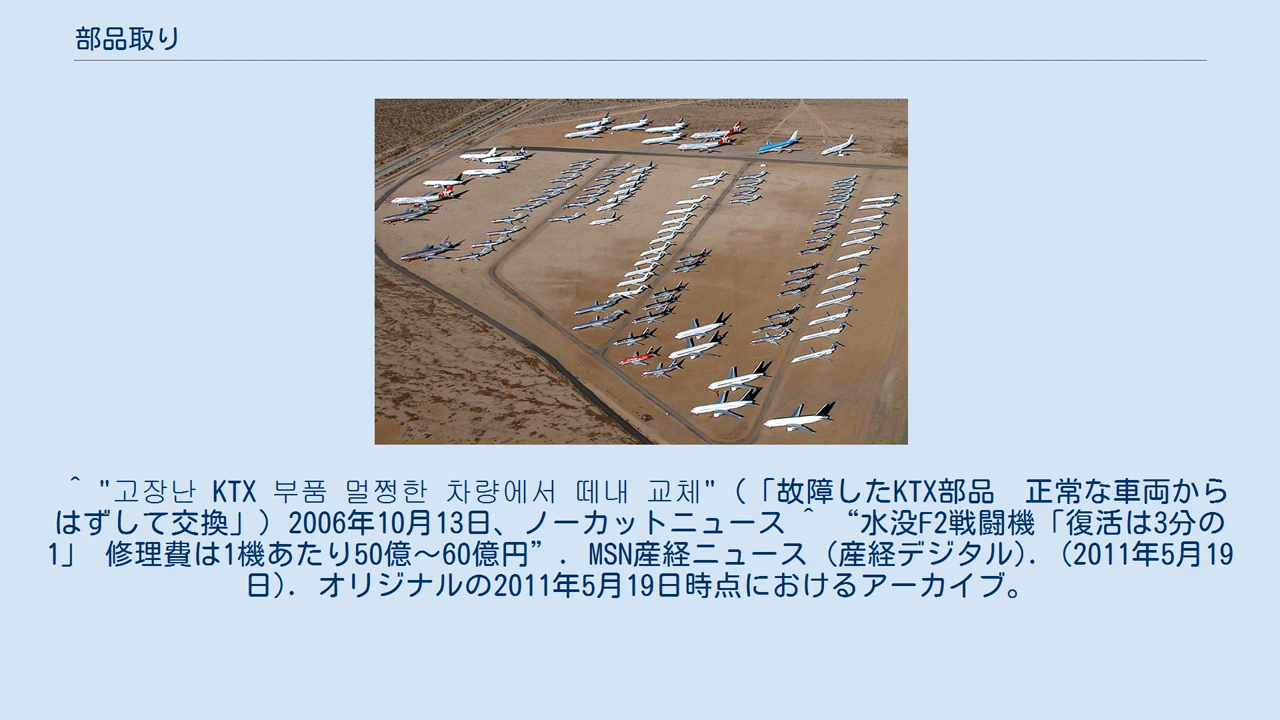 部品取り
^ "고장난 KTX 부품 멀쩡한 차량에서 떼내 교체"(「故障したKTX部品　正常な車両から
はずして交換」）2006年10月13日、ノーカットニュース ^ “水没F2戦闘機「復活は3分の
1」 修理費は1機あたり50億～60億円”. MSN産経ニュース (産経デジタル). (2011年5月19
日). オリジナルの2011年5月19日時点におけるアーカイブ。